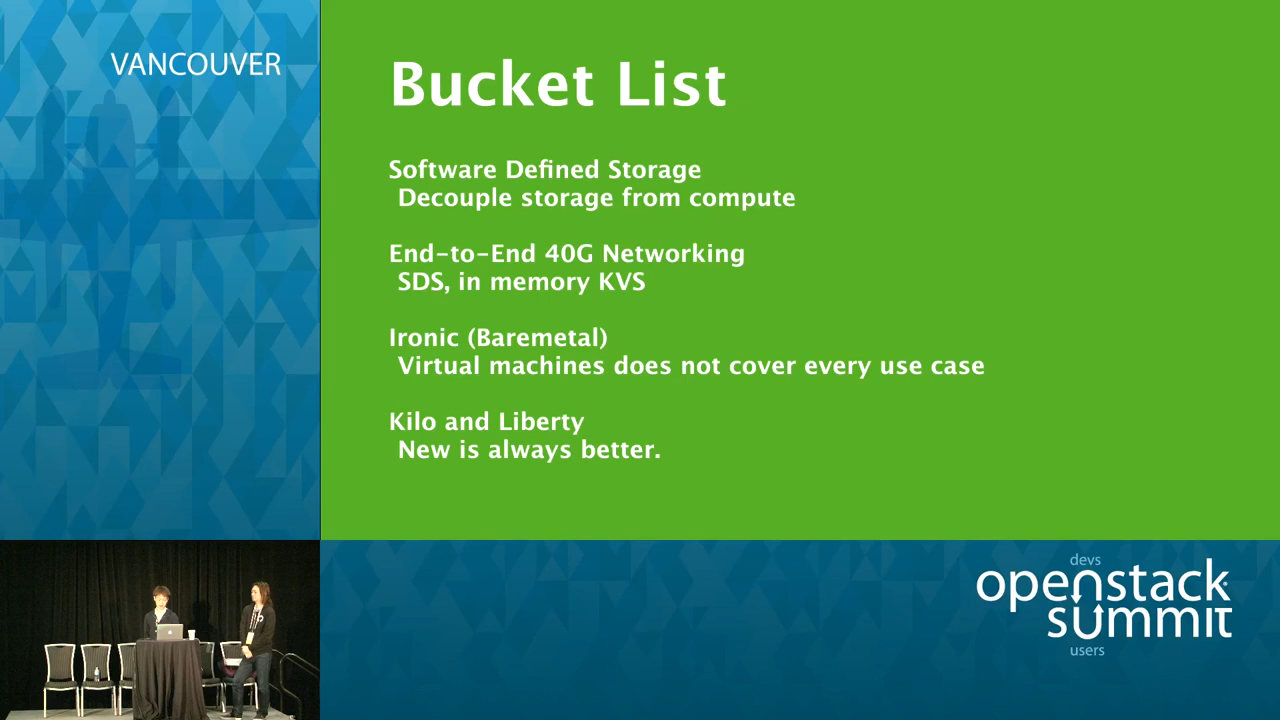 VANCOUVER
Bucket List
Software Defined Storage
Decouple storage from compute
End-to-End 40G Networking
SDS, in memory KVS
Ironic (Baremetal)
Virtual machines does not cover every use case
Kilo and Liberty
New is always better.
devs
openstack
summit
users